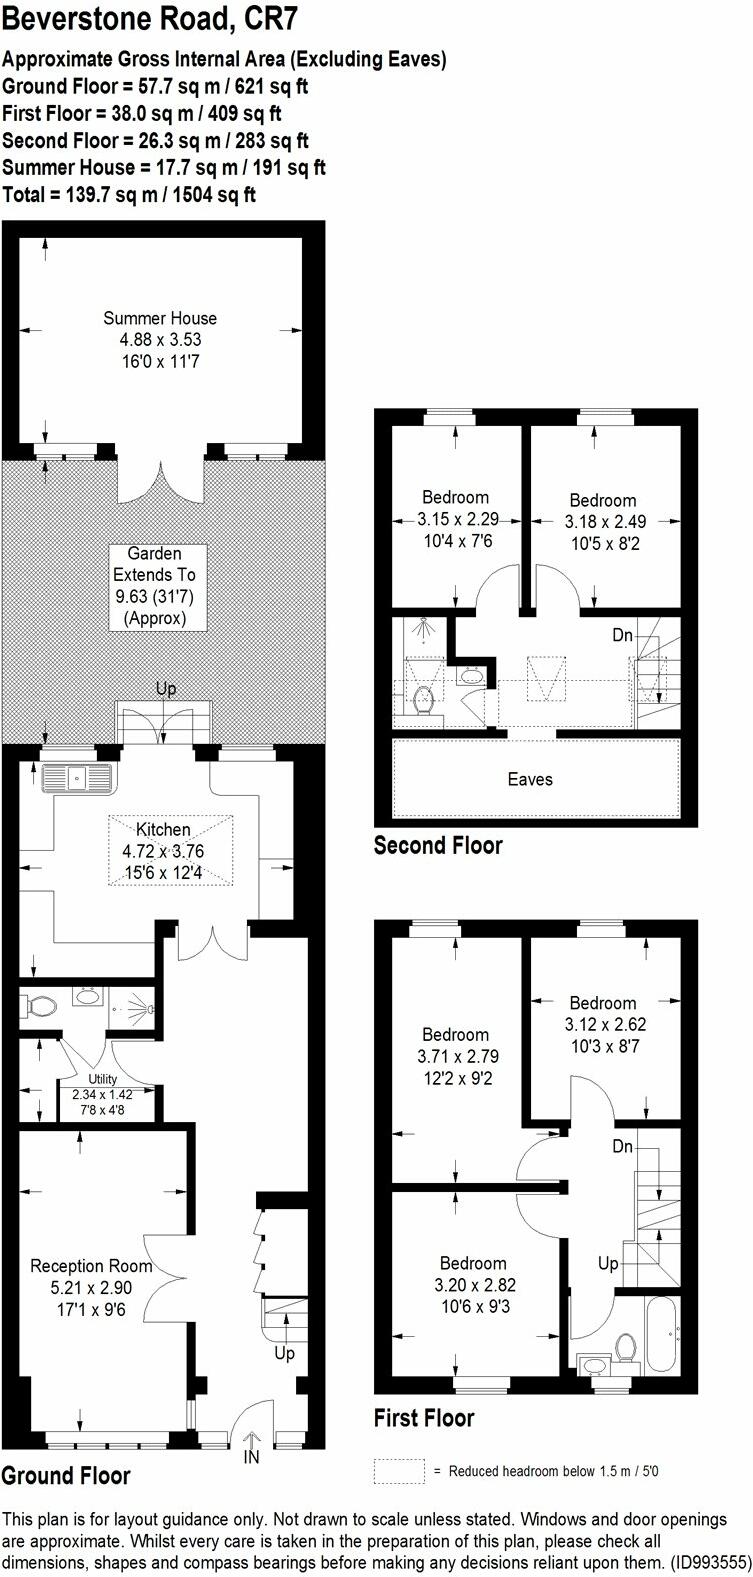 Beverstone Road, CR7
Approximate Gross Internal Area (Excluding Eaves)
Ground Floor = 57.7 sq m / 621 sq ft
First Floor = 38.0 sq m / 409 sq ft
Second Floor = 26.3 sq m / 283 sq ft
Summer House = 17.7 sq m / 191 sq ft
Total = 139.7 sq m / 1504 sq ft
Summer House
4.88 x 3.53
16'0 x 11'7
Garden
Extends To
9.63 (31'7)
(Approx)
Up
Kitchen
4.72 x 3.76
15'6 x 12'4
Utility
2.34 x 1.42
7'8 x 4'8
Reception Room
5.21 x 2.90
17'1 x 9'6
Up
IN
Ground Floor
Bedroom
3.15 x 2.29
10'4 x 7'6
Bedroom
3.18 x 2.49
10'5 x 8'2
Dn
Eaves
Second Floor
Bedroom
3.71 x 2.79
12'2 x 9'2
Bedroom
3.12 x 2.62
10'3 x 8'7
Dn
Up
Bedroom
3.20 x 2.82
10'6 x 9'3
First Floor
= Reduced headroom below 1.5 m / 5'0
This plan is for layout guidance only. Not drawn to scale unless stated. Windows and door openings
are approximate. Whilst every care is taken in the preparation of this plan, please check all
dimensions, shapes and compass bearings before making any decisions reliant upon them. (ID993555)